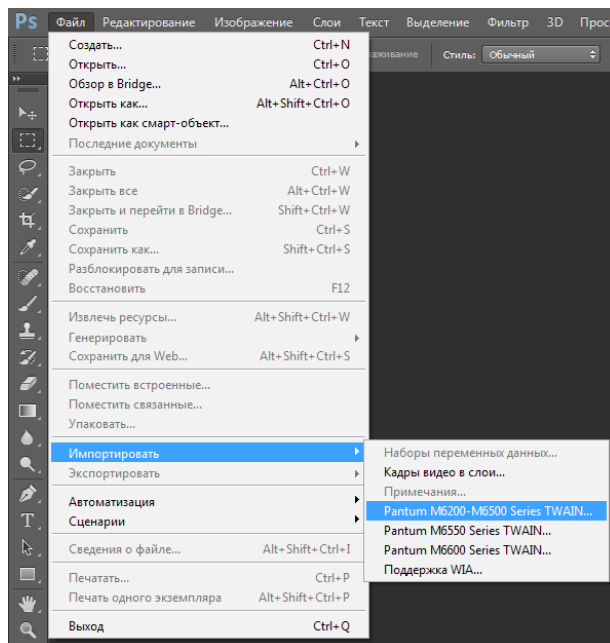 Ps Файл Редактирование Изображение Слои Текст Выделение Фильтр 3D Прос
Стиль: Обычный
Создать... Ctrl+N
Открыть... Ctrl+O
Обзор в Bridge... Alt+Ctrl+O
Открыть как... Alt+Shift+Ctrl+O
Открыть как смарт-объект...
Последние документы
Закрыть Ctrl+W
Закрыть все Alt+Ctrl+W
Закрыть и перейти в Bridge... Shift+Ctrl+W
Сохранить Ctrl+S
Сохранить как... Shift+Ctrl+S
Разблокировать для записи...
Восстановить F12
Извлечь ресурсы... Alt+Shift+Ctrl+W
Генерировать
Сохранить для Web... Alt+Shift+Ctrl+S
Поместить встроенные...
Поместить связанные...
Упаковать...
Импортировать
Наборы переменных данных...
Кадры видео в слои...
Примечания...
Pantum M6200-M6500 Series TWAIN...
Pantum M6550 Series TWAIN...
Pantum M6600 Series TWAIN...
Поддержка WIA...
Экспортировать
Автоматизация
Сценарии
Сведения о файле... Alt+Shift+Ctrl+I
Печатать... Ctrl+P
Печать одного экземпляра Alt+Shift+Ctrl+P
Выход Ctrl+Q